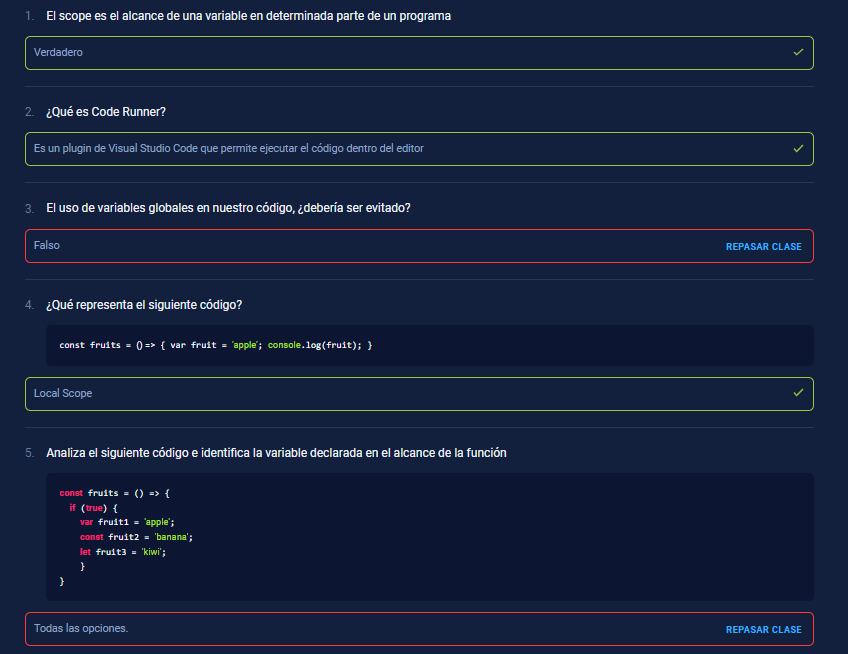 1. El scope es el alcance de una variable en determinada parte de un programa
Verdadero
2. ¿Qué es Code Runner?
Es un plugin de Visual Studio Code que permite ejecutar el código dentro del editor
3. El uso de variables globales en nuestro código, ¿debería ser evitado?
Falso REPASAR CLASE
4. ¿Qué representa el siguiente código?
const fruits = () => { var fruit = 'apple'; console.log(fruit); }
Local Scope
5. Analiza el siguiente código e identifica la variable declarada en el alcance de la función
const fruits = () => {
if (true) {
var fruit1 = 'apple';
const fruit2 = 'banana';
let fruit3 = 'kiwi';
}
}
Todas las opciones. REPASAR CLASE